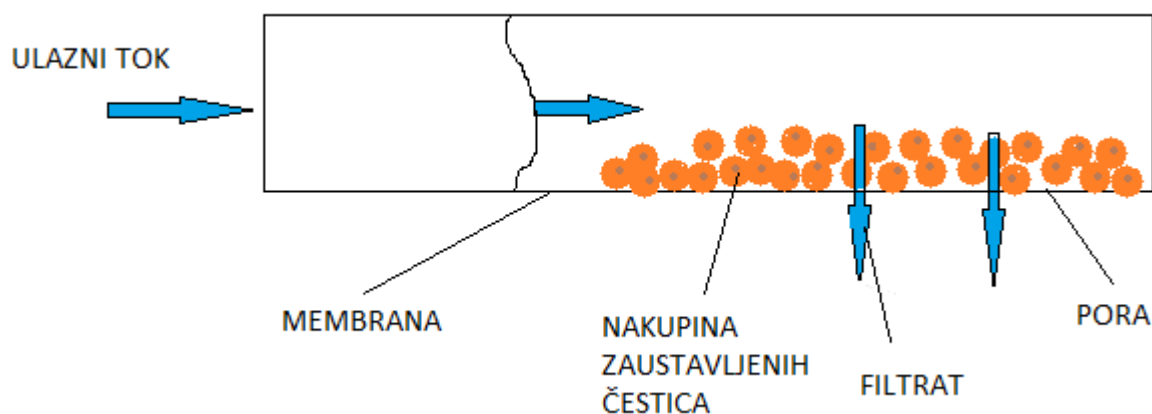 ULAZNI TOK
MEMBRANA
NAKUPINA
ZAUSTAVLJENIH
ČESTICA
FILTRAT
PORA